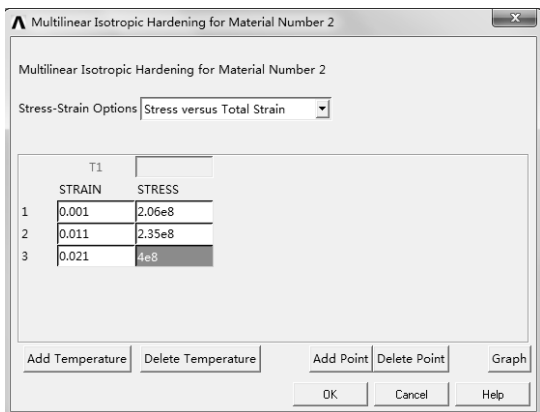 Multilinear Isotropic Hardening for Material Number 2
x
Multilinear Isotropic Hardening for Material Number 2
Stress-Strain Options Stress versus Total Strain
T1
STRAIN STRESS
1 0.001 2.06e8
2 0.011 2.35e8
3 0.021 4e8
Add Temperature Delete Temperature Add Point Delete Point Graph
OK Cancel Help